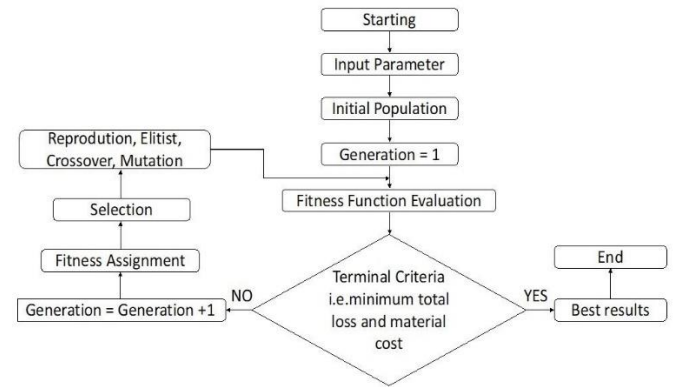 Starting
Input Parameter
Initial Population
Generation = 1
Fitness Function Evaluation
Terminal Criteria
i.e.minimum total
loss and material
cost
NO
YES
Generation = Generation +1
Fitness Assignment
Selection
Reprodution, Elitist,
Crossover, Mutation
Best results
End